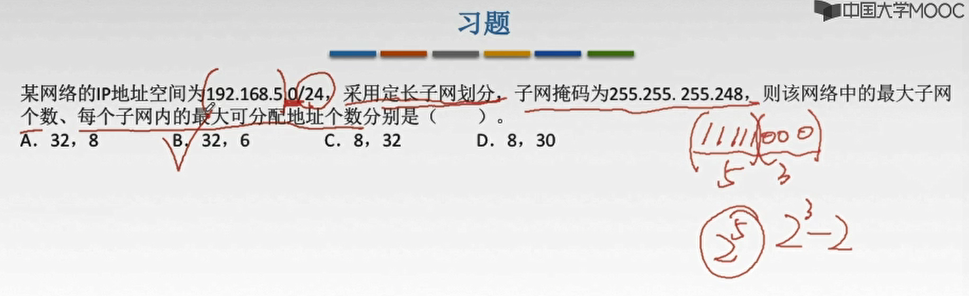 中国大学MOOC
习题
某网络的IP地址空间为192.168.5.0/24，采用定长子网划分，子网掩码为255.255. 255.248，则该网络中的最大子网
个数、每个子网内的最大可分配地址个数分别是（ ）。
A. 32，8 B. 32，6 C. 8，32 D. 8，30
(11111)(000)
5 3
2^5 2^3-2